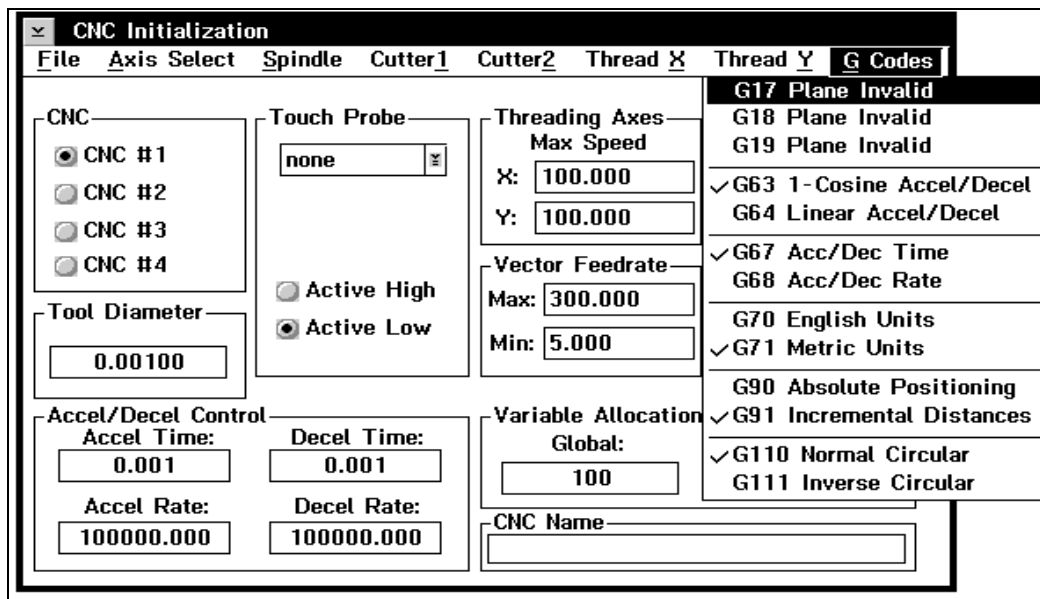 CNC Initialization
File Axis Select Spindle Cutter1 Cutter2 Thread X Thread Y G Codes
CNC
CNC #1
CNC #2
CNC #3
CNC #4
Tool Diameter
0.00100
Touch Probe
none
Active High
Active Low
Threading Axes
Max Speed
X: 100.000
Y: 100.000
Vector Feedrate
Max: 300.000
Min: 5.000
Accel/Decel Control
Accel Time: Decel Time:
0.001 0.001
Accel Rate: Decel Rate:
100000.000 100000.000
Variable Allocation
Global:
100
CNC Name
G17 Plane Invalid
G18 Plane Invalid
G19 Plane Invalid
G63 1-Cosine Accel/Decel
G64 Linear Accel/Decel
G67 Acc/Dec Time
G68 Acc/Dec Rate
G70 English Units
G71 Metric Units
G90 Absolute Positioning
G91 Incremental Distances
G110 Normal Circular
G111 Inverse Circular